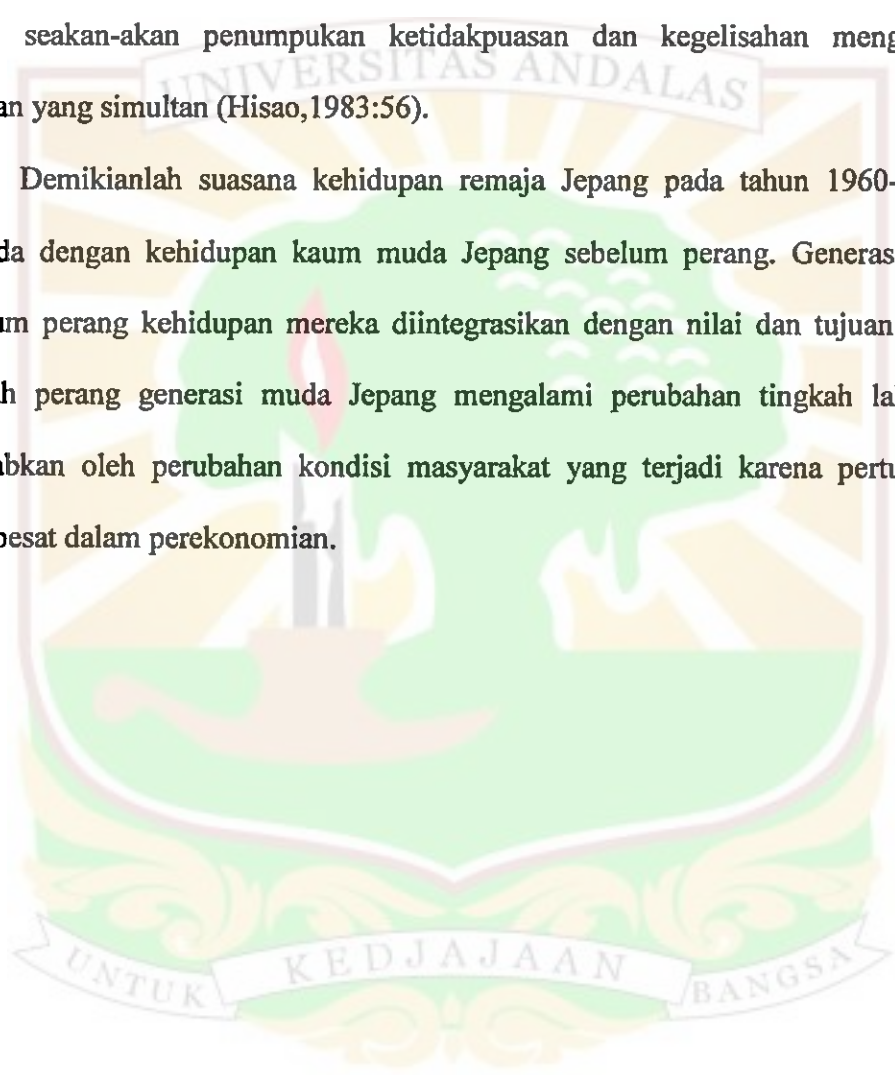 seakan-akan penumpukan ketidakpuasan dan kegelisahan meng
UNIVERSITAS ANDALAS
an yang simultan (Hisao,1983:56).
Demikianlah suasana kehidupan remaja Jepang pada tahun 1960-
da dengan kehidupan kaum muda Jepang sebelum perang. Generas
um perang kehidupan mereka diintegrasikan dengan nilai dan tujuan
h perang generasi muda Jepang mengalami perubahan tingkah la
abkan oleh perubahan kondisi masyarakat yang terjadi karena pertu
pesat dalam perekonomian.
UNTUK KEDJAJAAN BANGSA